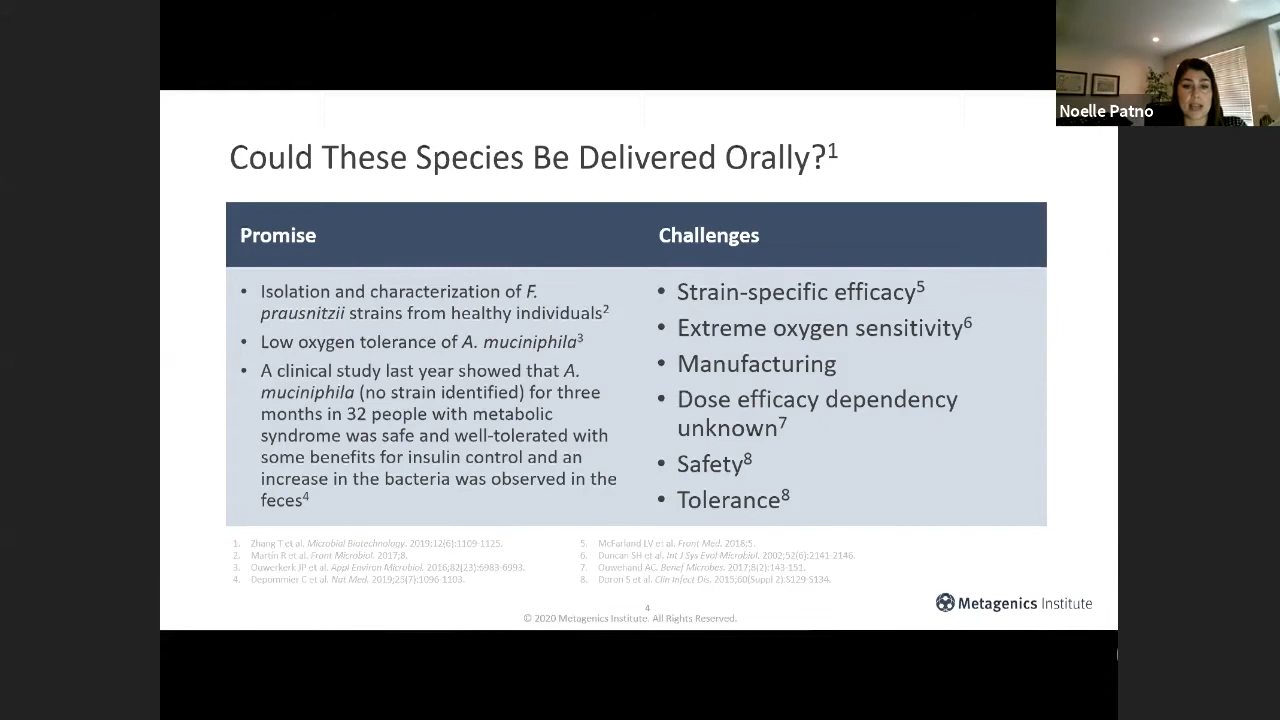 Noelle Patno
Could These Species Be Delivered Orally?1
Promise
Challenges
• Isolation and characterization of F.
prausnitzii strains from healthy individuals2
• Low oxygen tolerance of A. muciniphila3
• A clinical study last year showed that A.
muciniphila (no strain identified) for three
months in 32 people with metabolic
syndrome was safe and well-tolerated with
some benefits for insulin control and an
increase in the bacteria was observed in the
feces4
• Strain-specific efficacy5
• Extreme oxygen sensitivity6
• Manufacturing
• Dose efficacy dependency
unknown7
• Safety8
• Tolerance8
1. Zhang T et al. Microbial Biotechnology. 2019;12(6):1109-1125.
2. Martín R et al. Front Microbiol. 2017;8.
3. Ouwerkerk JP et al. Appl Environ Microbiol. 2016;82(23):6983-6993.
4. Depommier C et al. Nat Med. 2019;25(7):1096-1103.
5. McFarland LV et al. Front Med. 2018;5.
6. Duncan SH et al. Int J Sys Evol Microbiol. 2002;52(6):2141-2146.
7. Ouwehand AC. Benef Microbes. 2017;8(2):143-151.
8. Doron S et al. Clin Infect Dis. 2015;60(Suppl 2):S129-S134.
4
© 2020 Metagenics Institute. All Rights Reserved.
Metagenics Institute